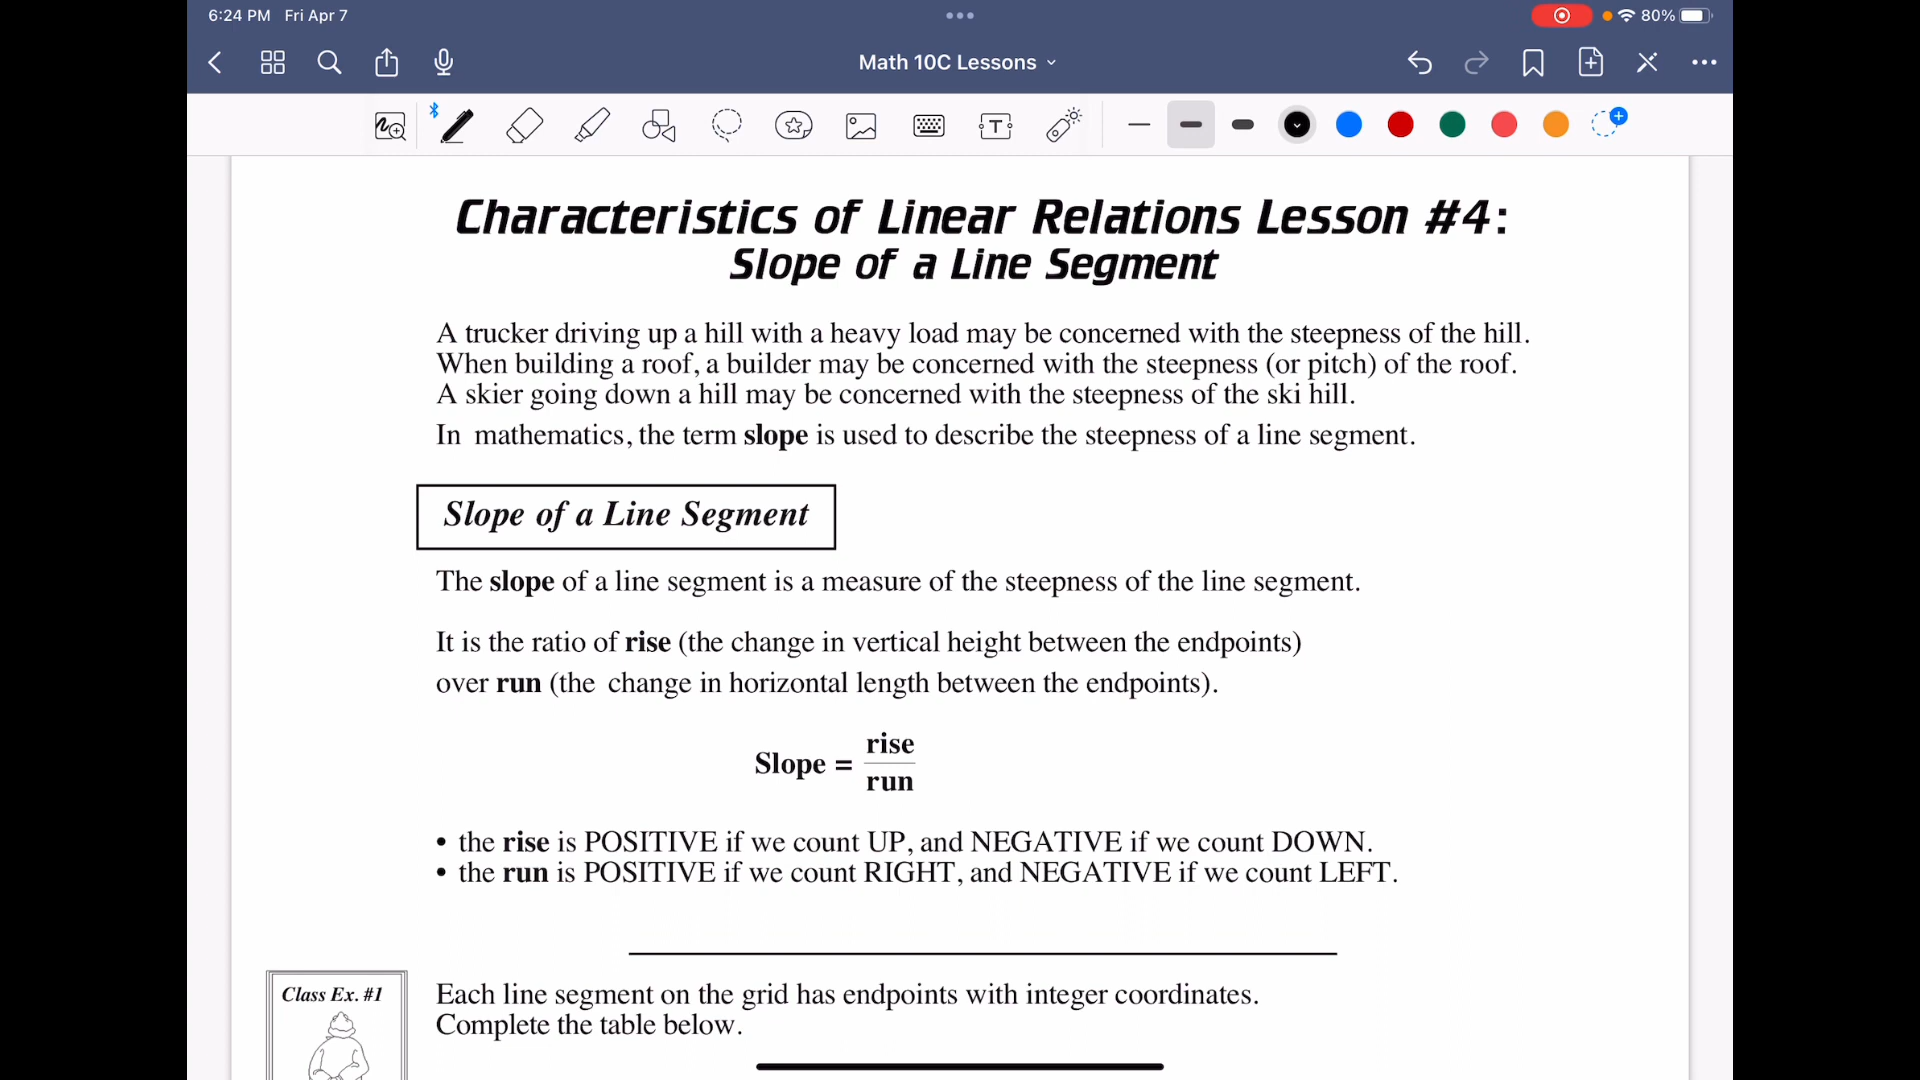 6:24 PM Fri Apr 7
80%
Math 10C Lessons
T
Characteristics of Linear Relations Lesson #4:
Slope of a Line Segment
A trucker driving up a hill with a heavy load may be concerned with the steepness of the hill.
When building a roof, a builder may be concerned with the steepness (or pitch) of the roof.
A skier going down a hill may be concerned with the steepness of the ski hill.
In mathematics, the term slope is used to describe the steepness of a line segment.
Slope of a Line Segment
The slope of a line segment is a measure of the steepness of the line segment.
It is the ratio of rise (the change in vertical height between the endpoints)
over run (the change in horizontal length between the endpoints).
Slope = rise
run
• the rise is POSITIVE if we count UP, and NEGATIVE if we count DOWN.
• the run is POSITIVE if we count RIGHT, and NEGATIVE if we count LEFT.
Class Ex. #1
Each line segment on the grid has endpoints with integer coordinates.
Complete the table below.